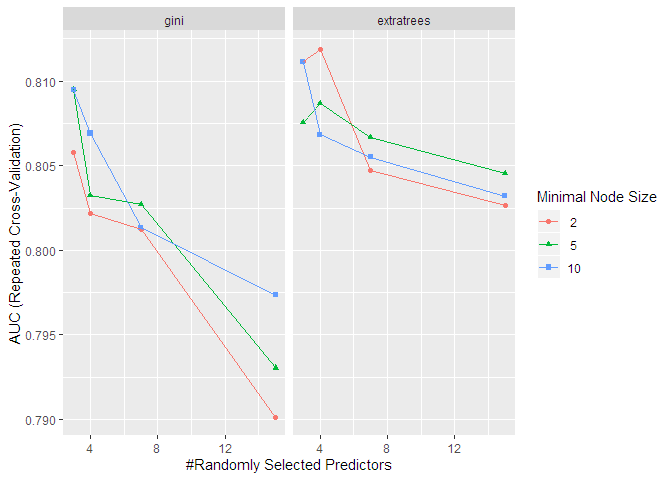 gini
extratrees
AUC (Repeated Cross-Validation)
0.810
0.805
0.800
0.795
0.790
4
8
12
4
8
12
#Randomly Selected Predictors
Minimal Node Size
2
5
10